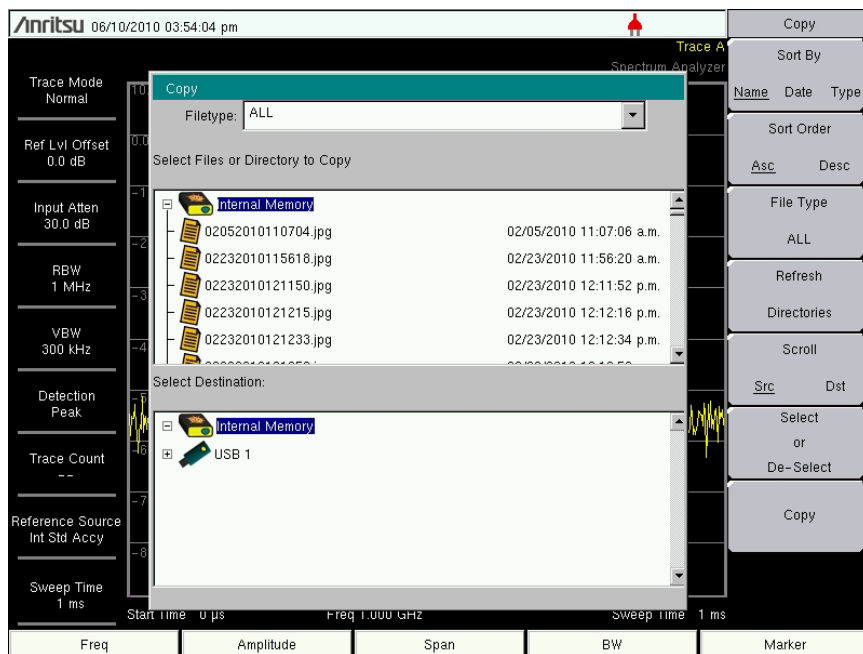 Anritsu 06/10/2010 03:54:04 pm
Trace A
Spectrum Analyzer
Trace Mode
Normal
Ref Lvl Offset
0.0 dB
Input Atten
30.0 dB
RBW
1 MHz
VBW
300 kHz
Detection
Peak
Trace Count
--
Reference Source
Int Std Accy
Sweep Time
1 ms
Copy
Filetype: ALL
Select Files or Directory to Copy
Internal Memory
02052010110704.jpg 02/05/2010 11:07:06 a.m.
02232010115618.jpg 02/23/2010 11:56:20 a.m.
02232010121150.jpg 02/23/2010 12:11:52 p.m.
02232010121215.jpg 02/23/2010 12:12:16 p.m.
02232010121233.jpg 02/23/2010 12:12:34 p.m.
Select Destination:
Internal Memory
USB 1
Start Time 0 µs Freq 1.000 GHz Sweep Time 1 ms
Copy
Sort By
Name Date Type
Sort Order
Asc Desc
File Type
ALL
Refresh
Directories
Scroll
Src Dst
Select
or
De-Select
Copy
Freq Amplitude Span BW Marker